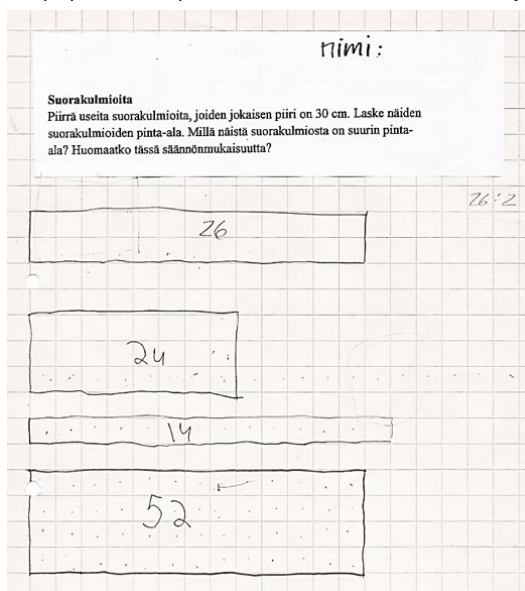 nimi:
Suorakulmioita
Piirrä useita suorakulmioita, joiden jokaisen piiri on 30 cm. Laske näiden
suorakulmioiden pinta-ala. Millä näistä suorakulmiosta on suurin pinta-
ala? Huomaatko tässä säännönmukaisuutta?
26:2
26
24
14
52